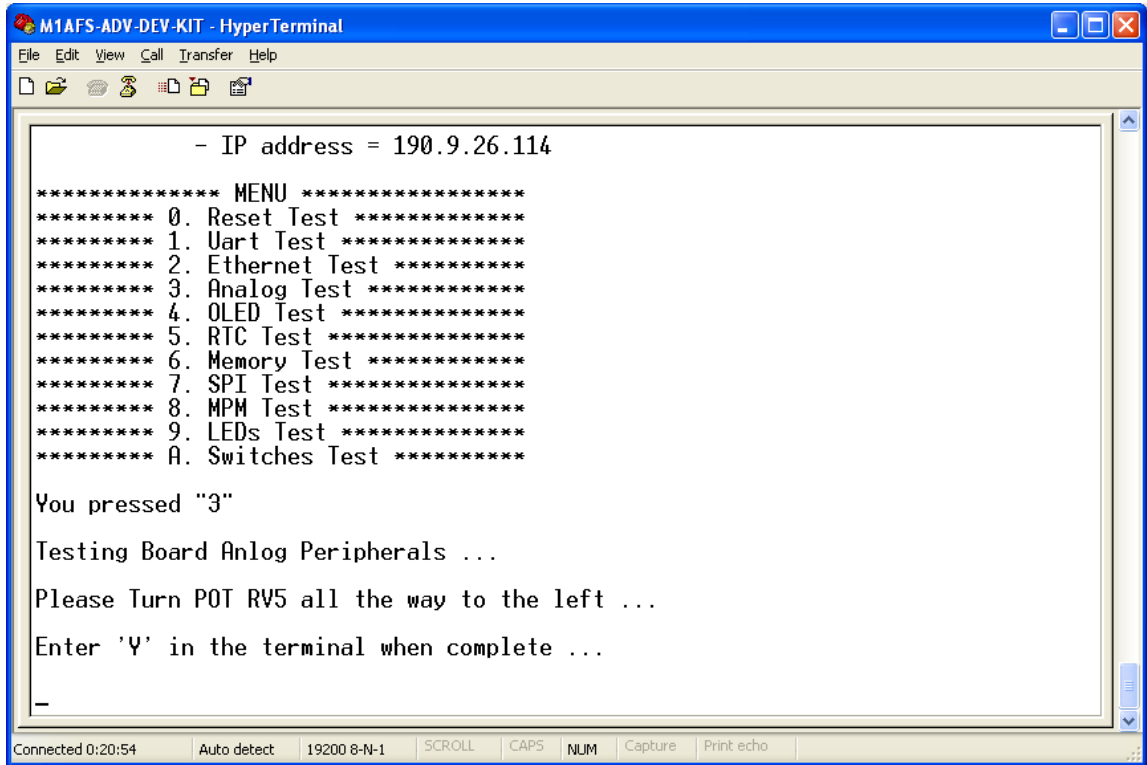 M1AFS-ADV-DEV-KIT - HyperTerminal
File Edit View Call Transfer Help
- IP address = 190.9.26.114
************** MENU *****************
********* 0. Reset Test *************
********* 1. Uart Test **************
********* 2. Ethernet Test **********
********* 3. Analog Test ************
********* 4. OLED Test **************
********* 5. RTC Test ***************
********* 6. Memory Test ************
********* 7. SPI Test ***************
********* 8. MPM Test ***************
********* 9. LEDs Test **************
********* A. Switches Test **********
You pressed "3"
Testing Board Anlog Peripherals ...
Please Turn POT RV5 all the way to the left ...
Enter 'Y' in the terminal when complete ...
_
Connected 0:20:54 Auto detect 19200 8-N-1 SCROLL CAPS NUM Capture Print echo